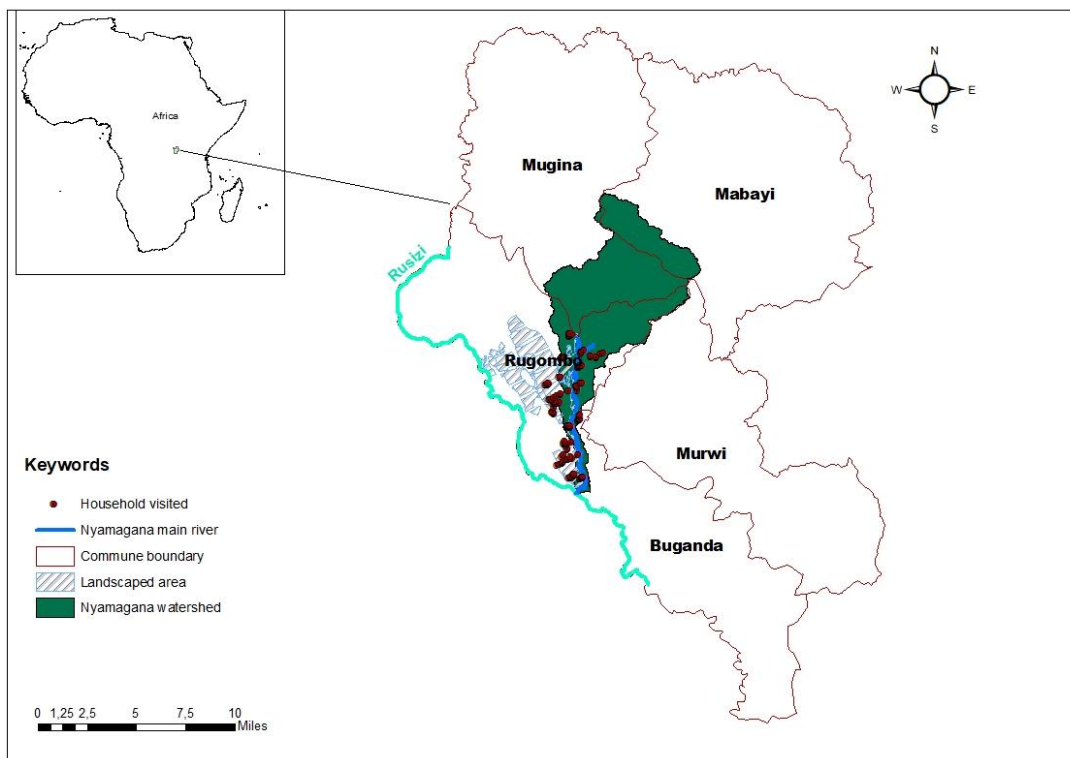 Africa
N
W E
S
Mugina
Mabayi
Rusizi
Rugombo
Murwi
Buganda
Keywords
Household visited
Nyamagana main river
Commune boundary
Landscaped area
Nyamagana watershed
0 1,25 2,5 5 7,5 10
Miles